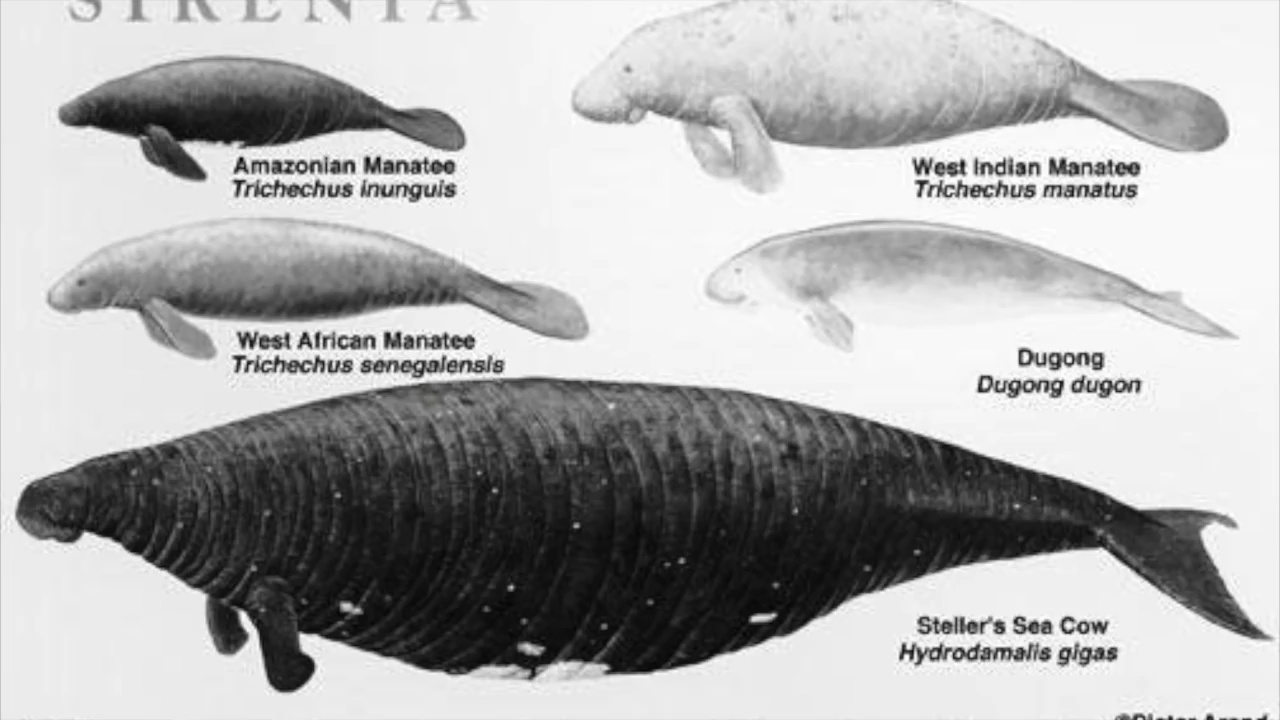 SIRENIA
Amazonian Manatee
Trichechus inunguis
West Indian Manatee
Trichechus manatus
West African Manatee
Trichechus senegalensis
Dugong
Dugong dugon
Steller's Sea Cow
Hydrodamalis gigas